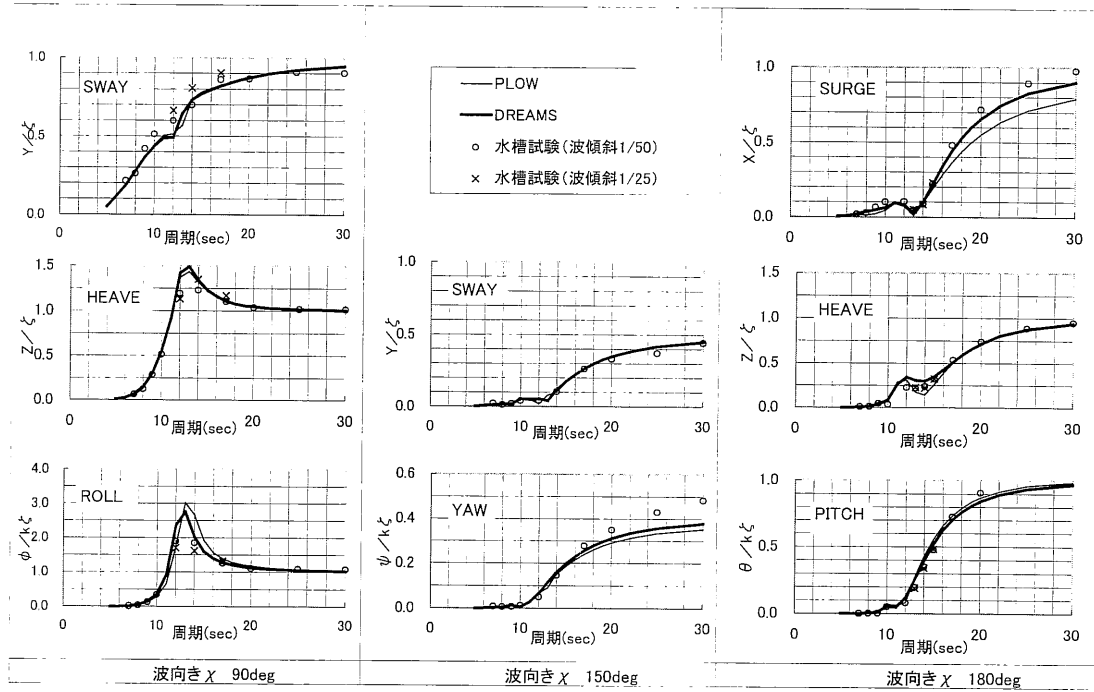 SWAY
Y/ζ
1.0
0.5
0.0
0
10
20
30
周期(sec)
HEAVE
Z/ζ
1.5
1.0
0.5
0.0
0
10
20
30
周期(sec)
ROLL
φ/kζ
4.0
3.0
2.0
1.0
0.0
0
10
20
30
周期(sec)
波向きχ 90deg
PLOW
DREAMS
水槽試験(波傾斜1/50)
水槽試験(波傾斜1/25)
SWAY
Y/ζ
1.0
0.5
0.0
0
10
20
30
周期(sec)
YAW
ψ/kζ
0.6
0.4
0.2
0.0
0
10
20
30
周期(sec)
波向きχ 150deg
SURGE
X/ζ
1.0
0.5
0.0
0
10
20
30
周期(sec)
HEAVE
Z/ζ
1.5
1.0
0.5
0.0
0
10
20
30
周期(sec)
PITCH
θ/kζ
1.0
0.5
0.0
0
10
20
30
周期(sec)
波向きχ 180deg